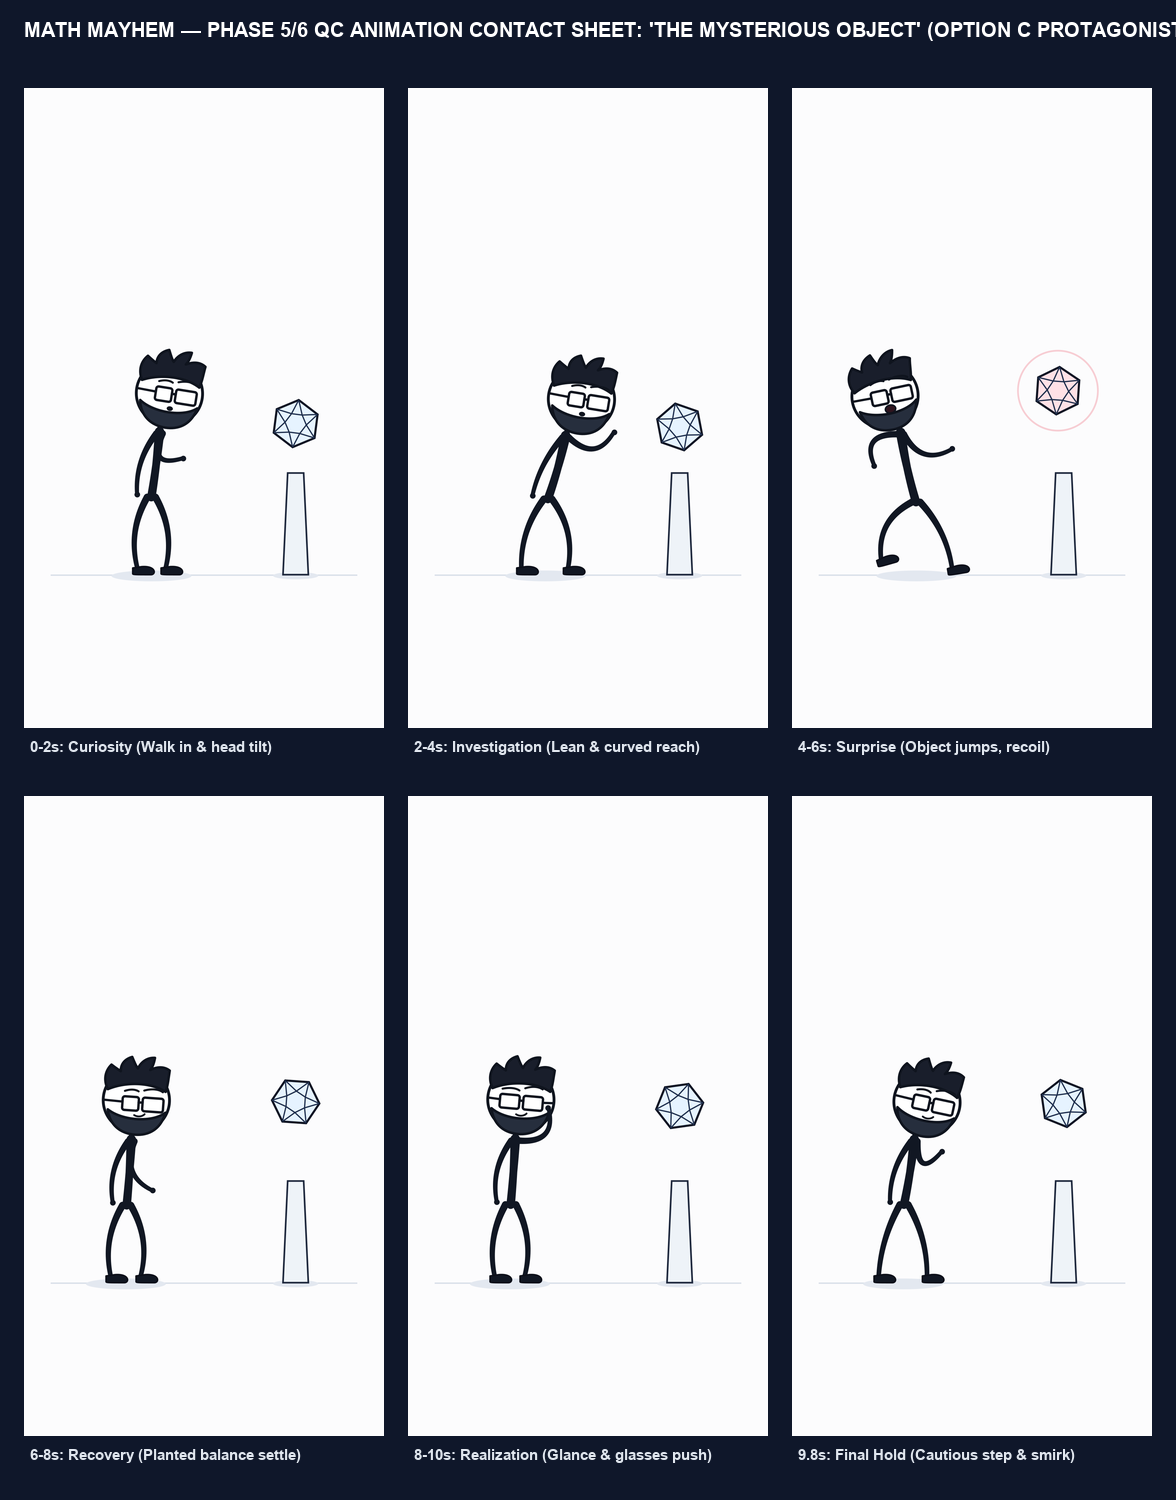 MATH MAYHEM — PHASE 5/6 QC ANIMATION CONTACT SHEET: 'THE MYSTERIOUS OBJECT' (OPTION C PROTAGONIST
0-2s: Curiosity (Walk in & head tilt)
2-4s: Investigation (Lean & curved reach)
4-6s: Surprise (Object jumps, recoil)
6-8s: Recovery (Planted balance settle)
8-10s: Realization (Glance & glasses push)
9.8s: Final Hold (Cautious step & smirk)